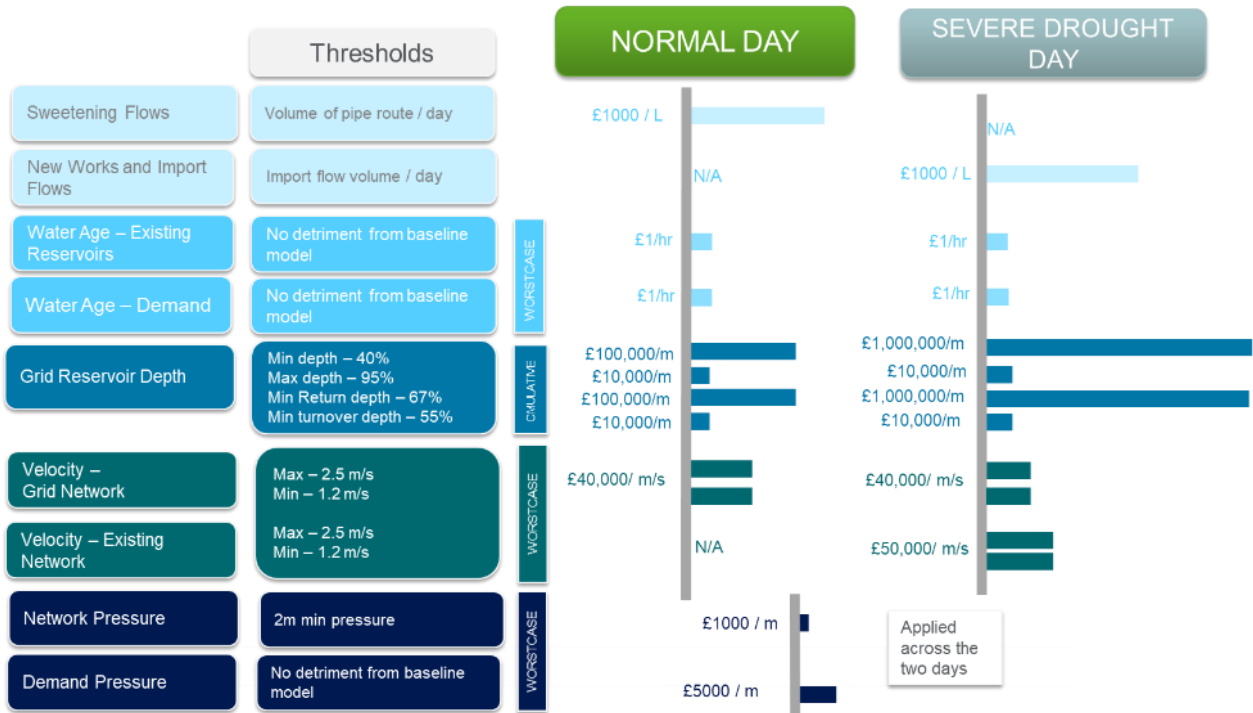 Thresholds
NORMAL DAY
SEVERE DROUGHT
DAY
Sweetening Flows
Volume of pipe route / day
£1000 / L
N/A
New Works and Import
Flows
Import flow volume / day
N/A
£1000 / L
Water Age – Existing
Reservoirs
No detriment from baseline
model
£1/hr
£1/hr
Water Age – Demand
No detriment from baseline
model
£1/hr
£1/hr
WORSTCASE
Grid Reservoir Depth
Min depth – 40%
Max depth – 95%
Min Return depth – 67%
Min turnover depth – 55%
CMULATIVE
£100,000/m
£10,000/m
£100,000/m
£10,000/m
£1,000,000/m
£10,000/m
£1,000,000/m
£10,000/m
Velocity –
Grid Network
Max – 2.5 m/s
Min – 1.2 m/s
£40,000/ m/s
£40,000/ m/s
Velocity – Existing
Network
Max – 2.5 m/s
Min – 1.2 m/s
N/A
£50,000/ m/s
WORSTCASE
Network Pressure
2m min pressure
£1000 / m
Demand Pressure
No detriment from baseline
model
£5000 / m
WORSTCASE
Applied
across the
two days